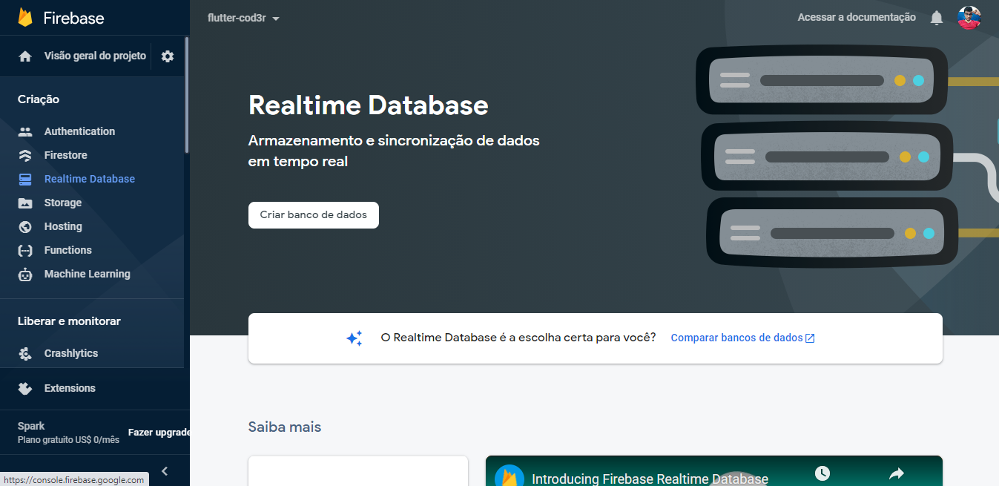 Firebase
flutter-cod3r
Acessar a documentação
Visão geral do projeto
Criação
Authentication
Firestore
Realtime Database
Storage
Hosting
Functions
Machine Learning
Liberar e monitorar
Crashlytics
Extensions
Spark
Plano gratuito US$ 0/mês
Fazer upgrade
https://console.firebase.google.com
Realtime Database
Armazenamento e sincronização de dados
em tempo real
Criar banco de dados
O Realtime Database é a escolha certa para você? Comparar bancos de dados
Saiba mais
Introducing Firebase Realtime Database